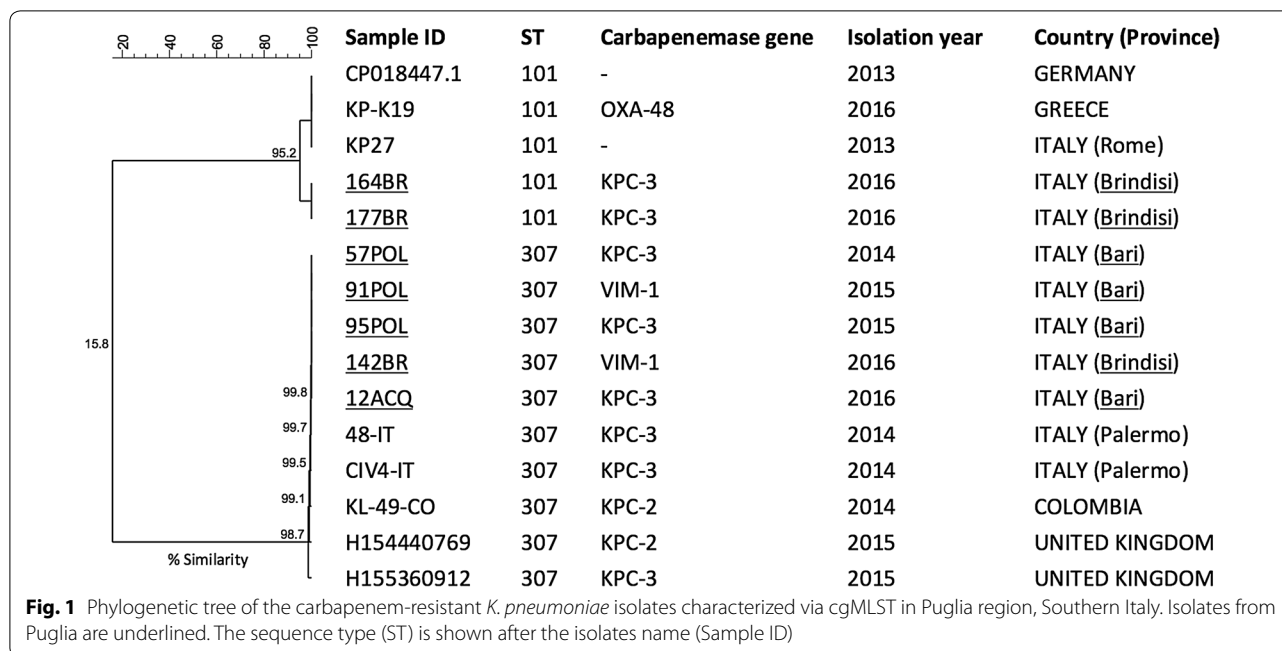 20 40 60 80 100
Sample ID ST Carbapenemase gene Isolation year Country (Province)
CP018447.1 101 - 2013 GERMANY
KP-K19 101 OXA-48 2016 GREECE
95.2 KP27 101 - 2013 ITALY (Rome)
164BR 101 KPC-3 2016 ITALY (Brindisi)
177BR 101 KPC-3 2016 ITALY (Brindisi)
57POL 307 KPC-3 2014 ITALY (Bari)
91POL 307 VIM-1 2015 ITALY (Bari)
15.8 95POL 307 KPC-3 2015 ITALY (Bari)
142BR 307 VIM-1 2016 ITALY (Brindisi)
99.8 12ACQ 307 KPC-3 2016 ITALY (Bari)
99.7 48-IT 307 KPC-3 2014 ITALY (Palermo)
99.5 CIV4-IT 307 KPC-3 2014 ITALY (Palermo)
99.1 KL-49-CO 307 KPC-2 2014 COLOMBIA
98.7 H154440769 307 KPC-2 2015 UNITED KINGDOM
% Similarity
H155360912 307 KPC-3 2015 UNITED KINGDOM
Fig. 1 Phylogenetic tree of the carbapenem-resistant K. pneumoniae isolates characterized via cgMLST in Puglia region, Southern Italy. Isolates from
Puglia are underlined. The sequence type (ST) is shown after the isolates name (Sample ID)